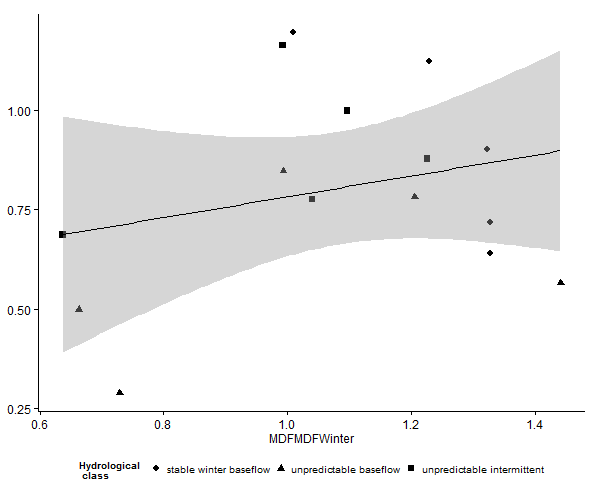 1.00
0.75
0.50
0.25
0.6 0.8 1.0 1.2 1.4
MDFMDFWinter
Hydrological
class
stable winter baseflow unpredictable baseflow unpredictable intermittent